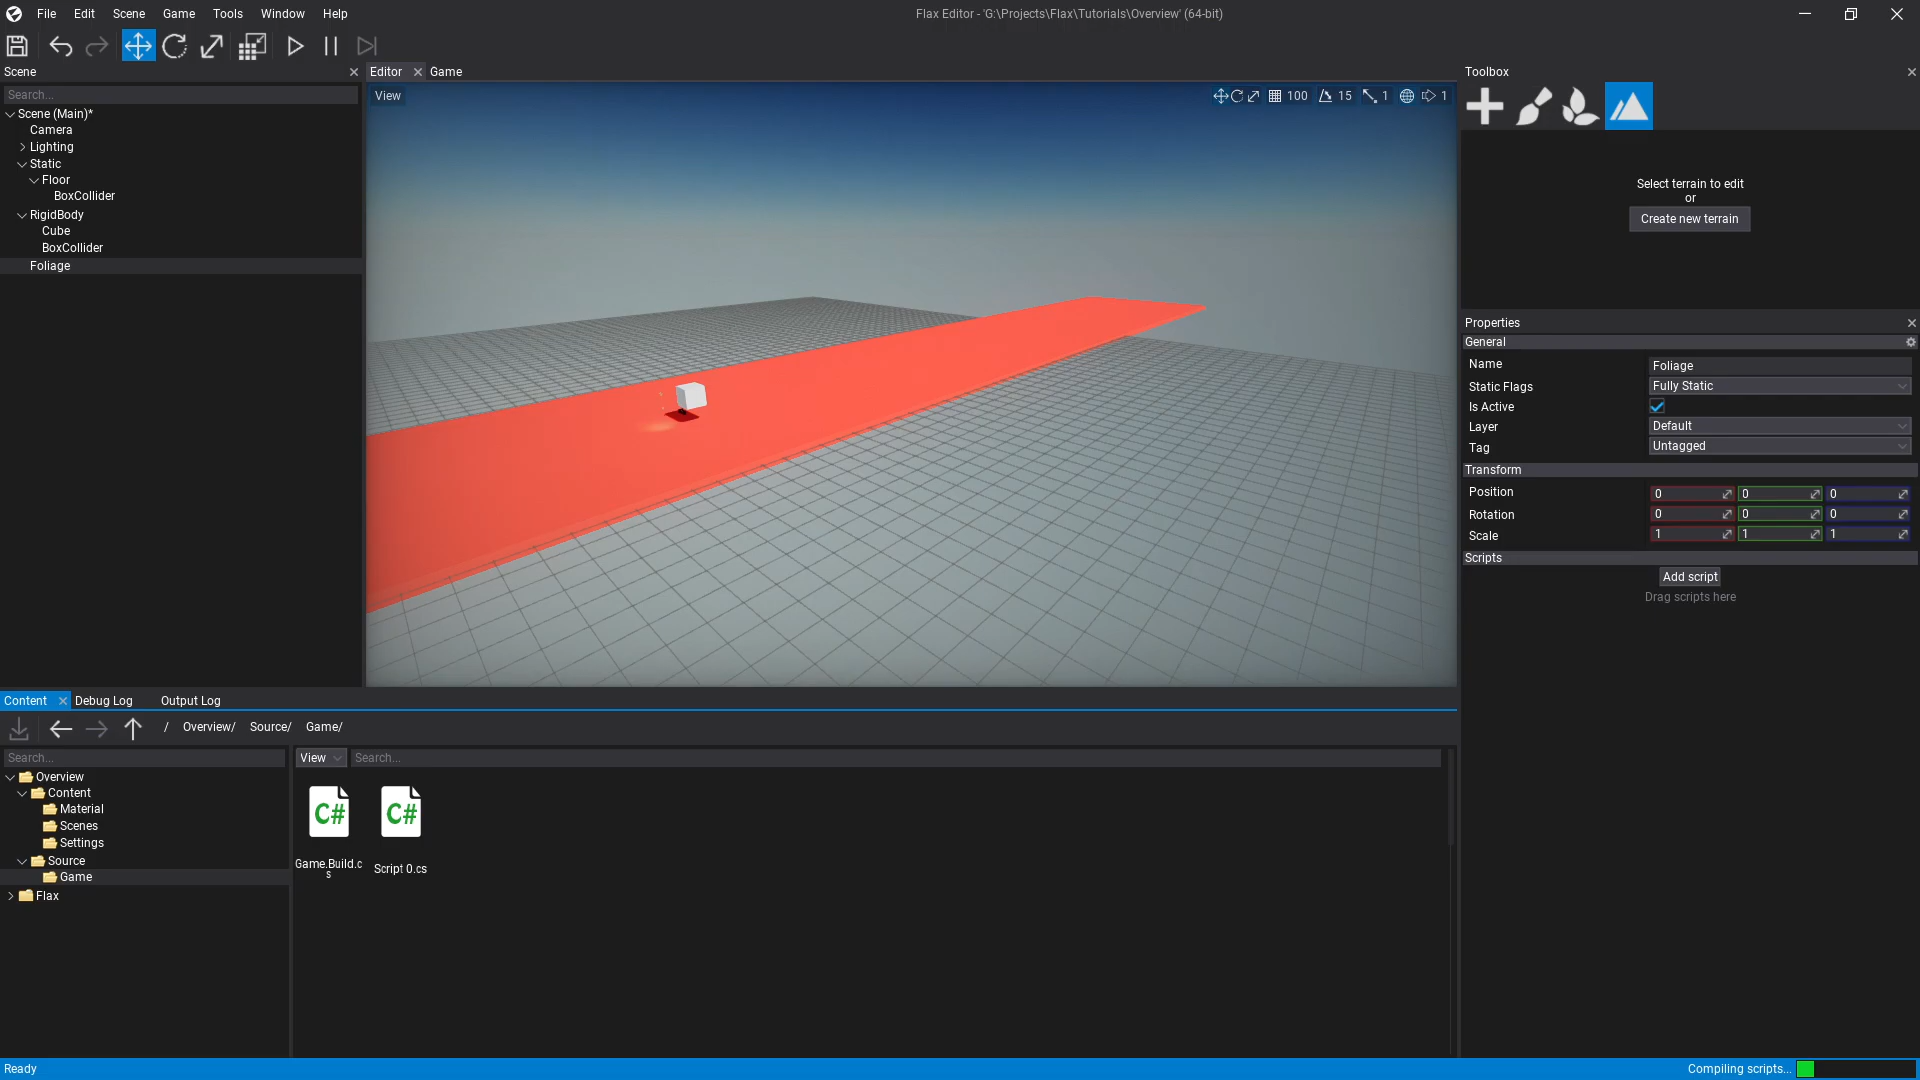 File Edit Scene Game Tools Window Help
Flax Editor - 'G:\Projects\Flax\Tutorials\Overview' (64-bit)
Scene
Search...
Scene (Main)*
Camera
Lighting
Static
Floor
BoxCollider
RigidBody
Cube
BoxCollider
Foliage
Editor Game
View 100 15 1 1
Toolbox
Select terrain to edit
or
Create new terrain
Properties
General
Name Foliage
Static Flags Fully Static
Is Active
Layer Default
Tag Untagged
Transform
Position 0 0 0
Rotation 0 0 0
Scale 1 1 1
Scripts
Add script
Drag scripts here
Content Debug Log Output Log
/ Overview/ Source/ Game/
Search...
Overview
Content
Material
Scenes
Settings
Source
Game
Flax
View Search...
C# C#
Game.Build.c
s
Script 0.cs
Ready
Compiling scripts...